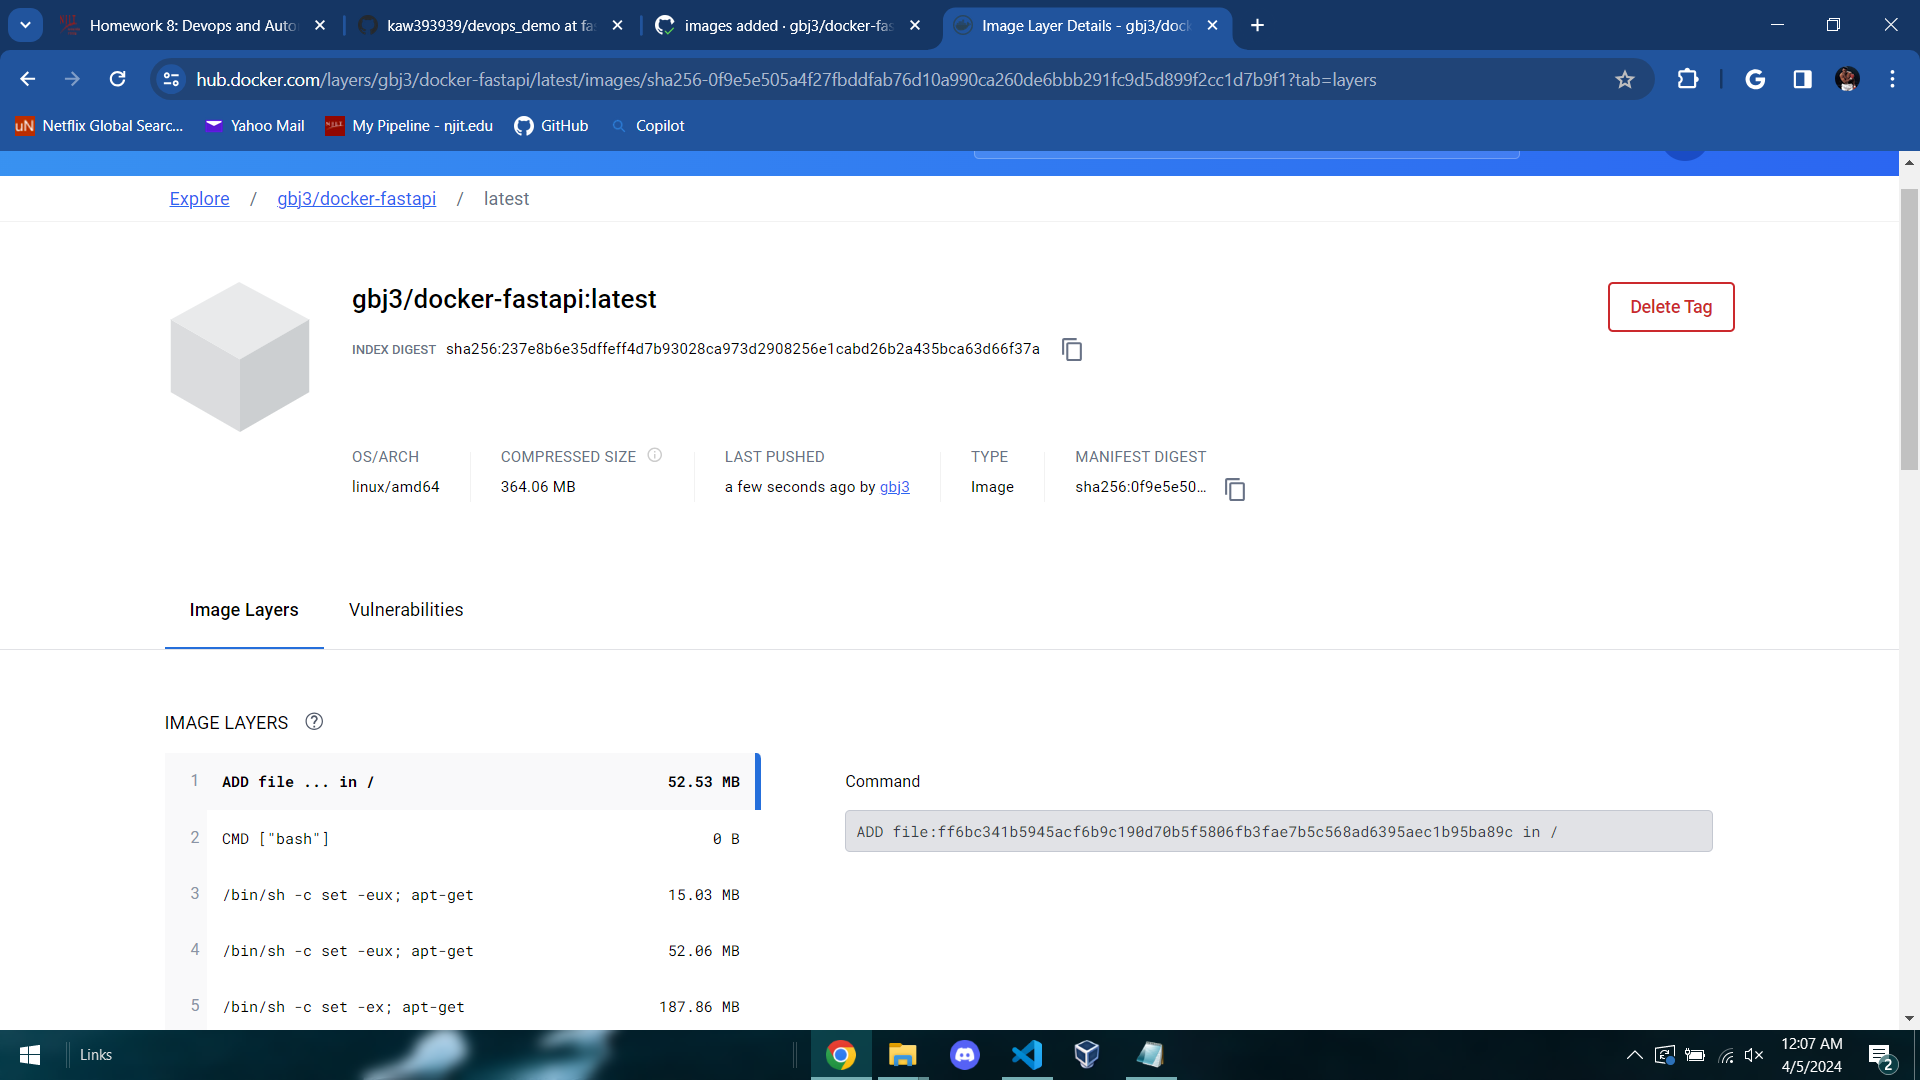 Homework 8: Devops and Auto
kaw393939/devops_demo at fa
images added · gbj3/docker-fas
Image Layer Details - gbj3/dock
hub.docker.com/layers/gbj3/docker-fastapi/latest/images/sha256-0f9e5e505a4f27fbddfab76d10a990ca260de6bbb291fc9d5d899f2cc1d7b9f1?tab=layers
uN Netflix Global Searc...
Yahoo Mail
My Pipeline - njit.edu
GitHub
Copilot
Explore / gbj3/docker-fastapi / latest
gbj3/docker-fastapi:latest
Delete Tag
INDEX DIGEST sha256:237e8b6e35dffeff4d7b93028ca973d2908256e1cabd26b2a435bca63d66f37a
OS/ARCH
COMPRESSED SIZE
LAST PUSHED
TYPE
MANIFEST DIGEST
linux/amd64
364.06 MB
a few seconds ago by gbj3
Image
sha256:0f9e5e50...
Image Layers
Vulnerabilities
IMAGE LAYERS
1 ADD file ... in / 52.53 MB
Command
ADD file:ff6bc341b5945acf6b9c190d70b5f5806fb3fae7b5c568ad6395aec1b95ba89c in /
2 CMD ["bash"] 0 B
3 /bin/sh -c set -eux; apt-get 15.03 MB
4 /bin/sh -c set -eux; apt-get 52.06 MB
5 /bin/sh -c set -ex; apt-get 187.86 MB
Links
12:07 AM
4/5/2024
2